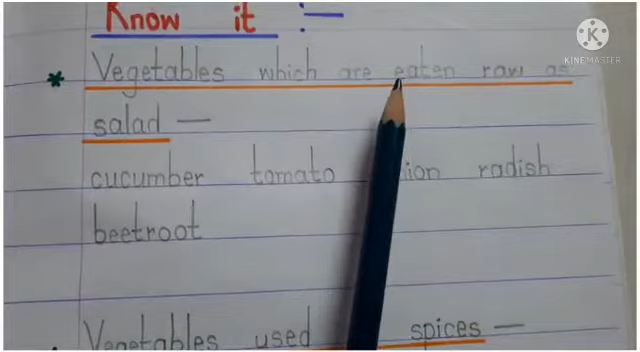 Know it :-
K
KINEMASTER
* Vegetables which are eaten raw as
salad —
cucumber tomato radish
beetroot
Vegetables used spices —